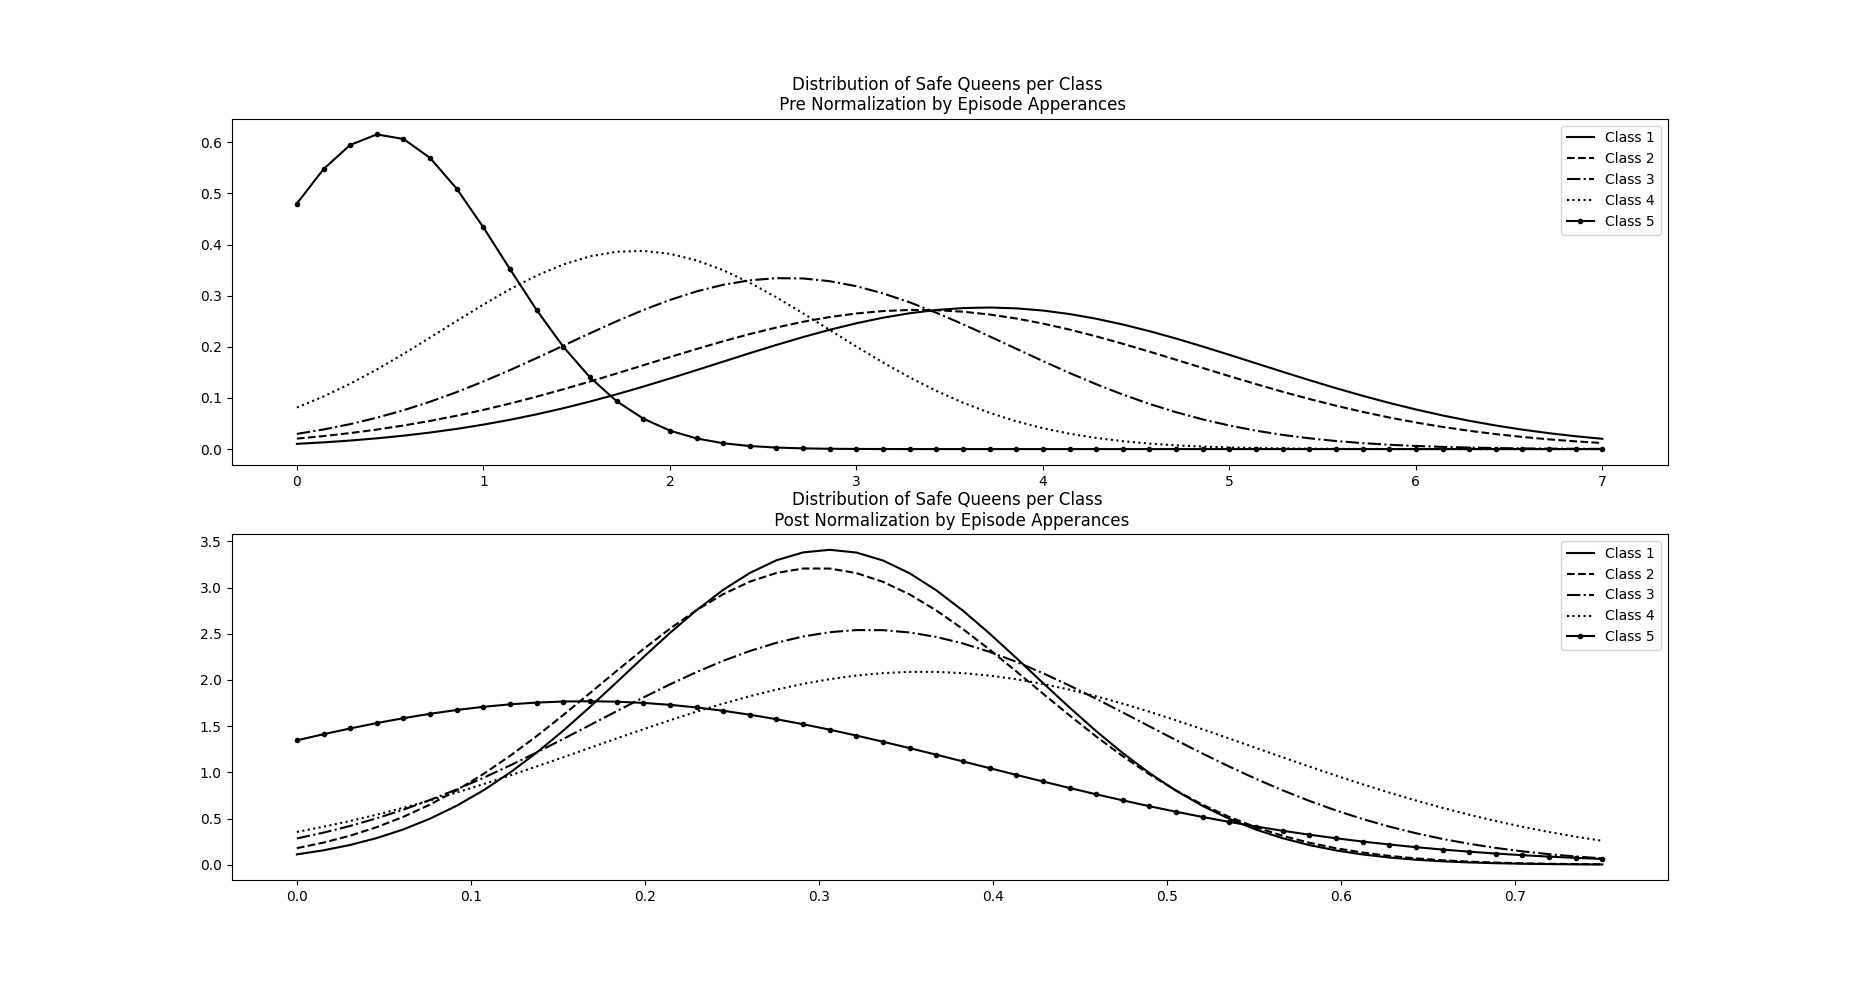 Distribution of Safe Queens per Class
Pre Normalization by Episode Apperances
0.6
0.5
0.4
0.3
0.2
0.1
0.0
Class 1
Class 2
Class 3
Class 4
Class 5
0 1 2 3 4 5 6 7
Distribution of Safe Queens per Class
Post Normalization by Episode Apperances
3.5
3.0
2.5
2.0
1.5
1.0
0.5
0.0
Class 1
Class 2
Class 3
Class 4
Class 5
0.0 0.1 0.2 0.3 0.4 0.5 0.6 0.7